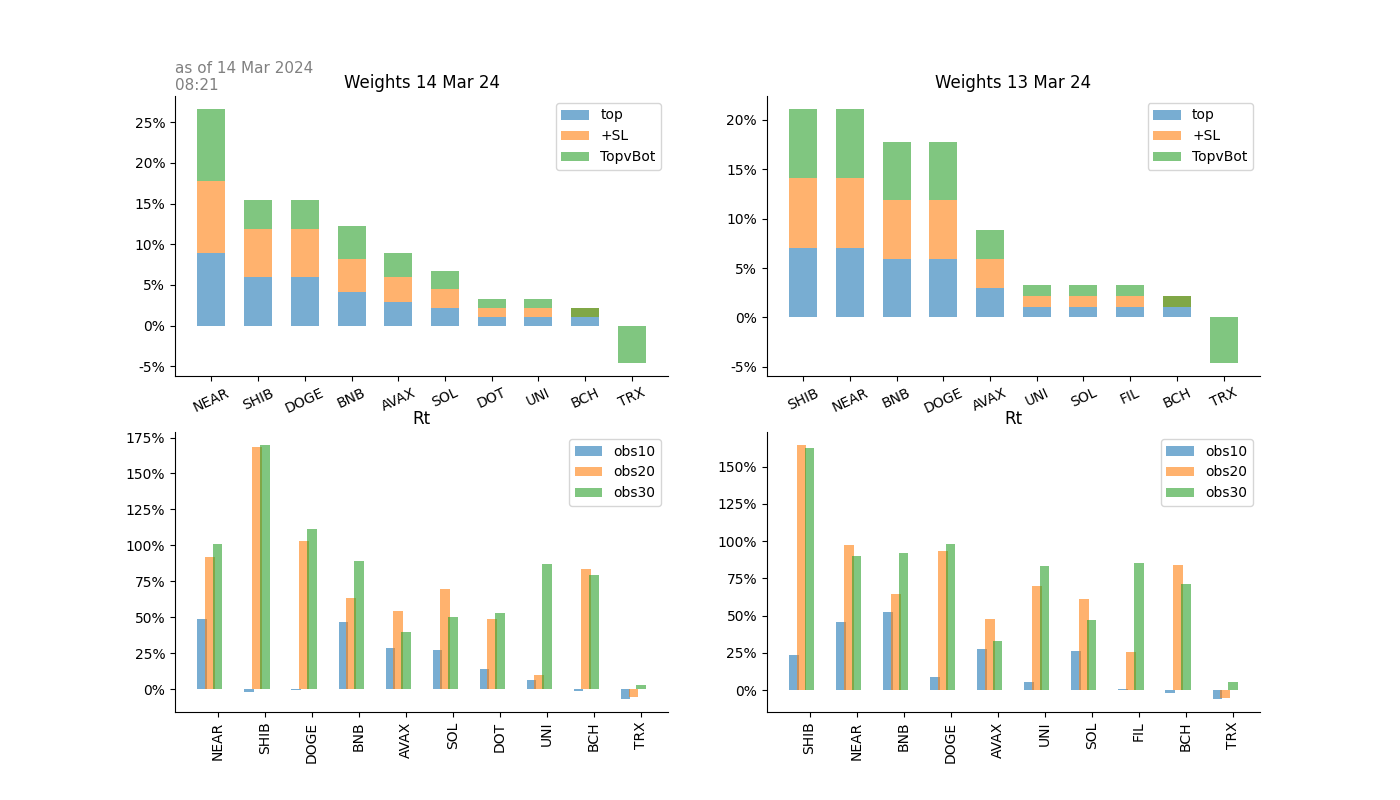 as of 14 Mar 2024
08:21
Weights 14 Mar 24
25%
20%
15%
10%
5%
0%
-5%
top
+SL
TopvBot
NEAR SHIB DOGE BNB AVAX SOL DOT UNI BCH TRX
Weights 13 Mar 24
20%
15%
10%
5%
0%
-5%
top
+SL
TopvBot
SHIB NEAR BNB DOGE AVAX UNI SOL FIL BCH TRX
Rt
175%
150%
125%
100%
75%
50%
25%
0%
obs10
obs20
obs30
NEAR SHIB DOGE BNB AVAX SOL DOT UNI BCH TRX
Rt
150%
125%
100%
75%
50%
25%
0%
obs10
obs20
obs30
SHIB NEAR BNB DOGE AVAX UNI SOL FIL BCH TRX